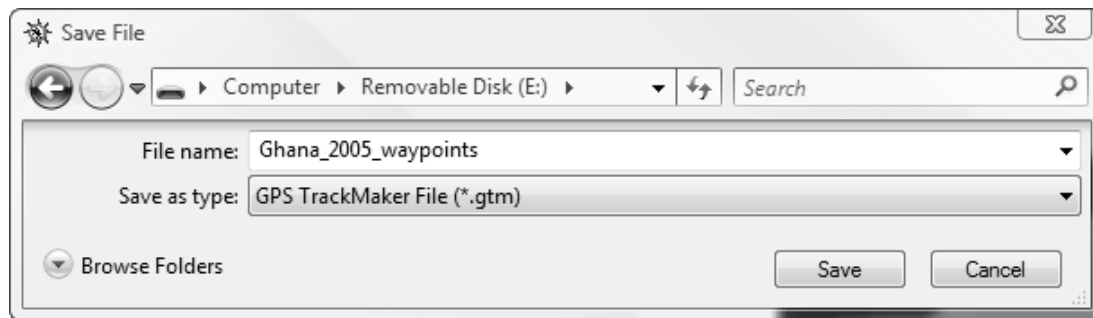 Save File
Computer Removable Disk (E:) Search
File name: Ghana_2005_waypoints
Save as type: GPS TrackMaker File (*.gtm)
Browse Folders Save Cancel